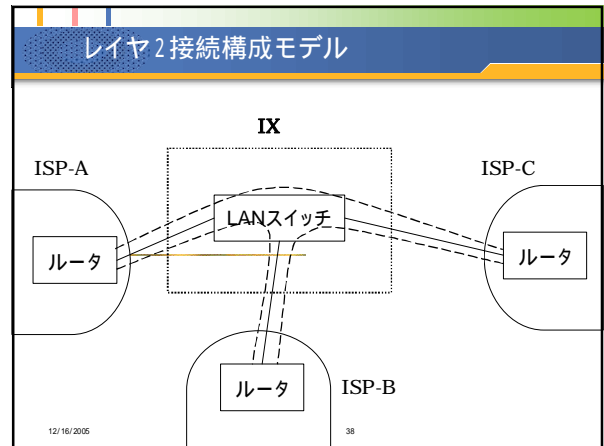 レイヤ2接続構成モデル
IX
ISP-A
ISP-C
LANスイッチ
ルータ
ルータ
ルータ
ISP-B
12/16/2005
38